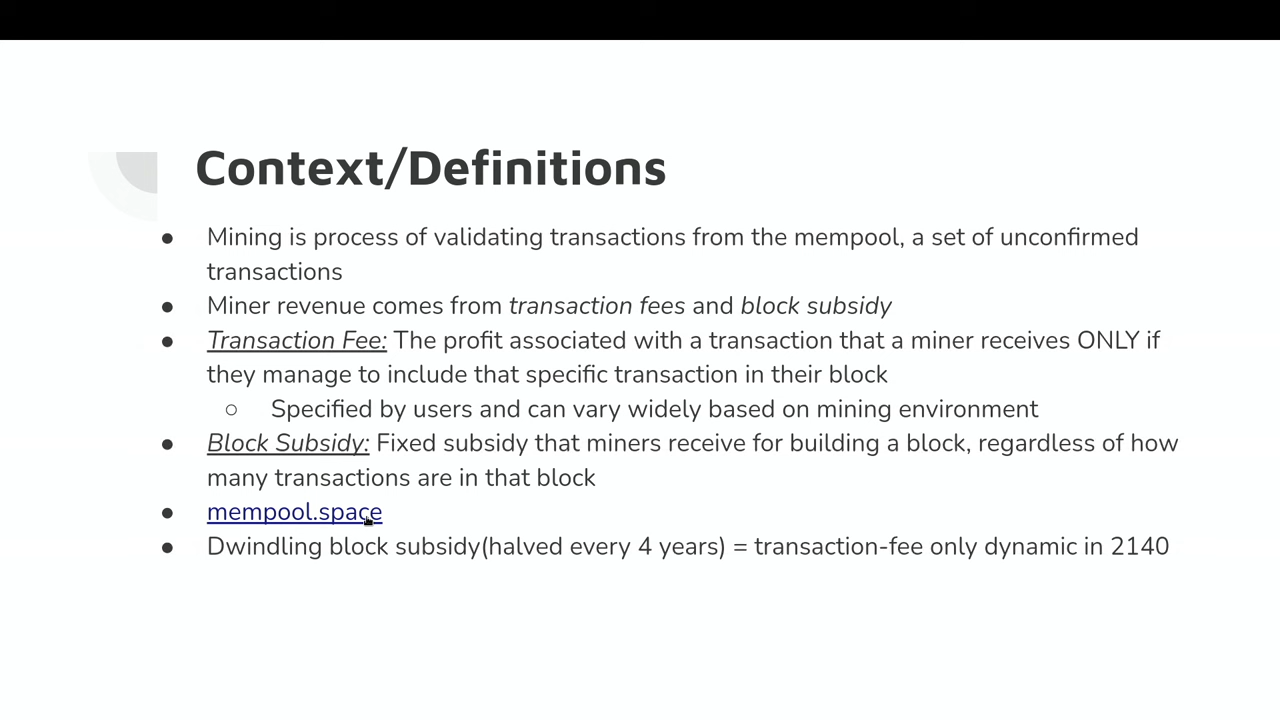 Context/Definitions
● Mining is process of validating transactions from the mempool, a set of unconfirmed
transactions
● Miner revenue comes from transaction fees and block subsidy
● Transaction Fee: The profit associated with a transaction that a miner receives ONLY if
they manage to include that specific transaction in their block
○ Specified by users and can vary widely based on mining environment
● Block Subsidy: Fixed subsidy that miners receive for building a block, regardless of how
many transactions are in that block
● mempool.space
● Dwindling block subsidy(halved every 4 years) = transaction-fee only dynamic in 2140